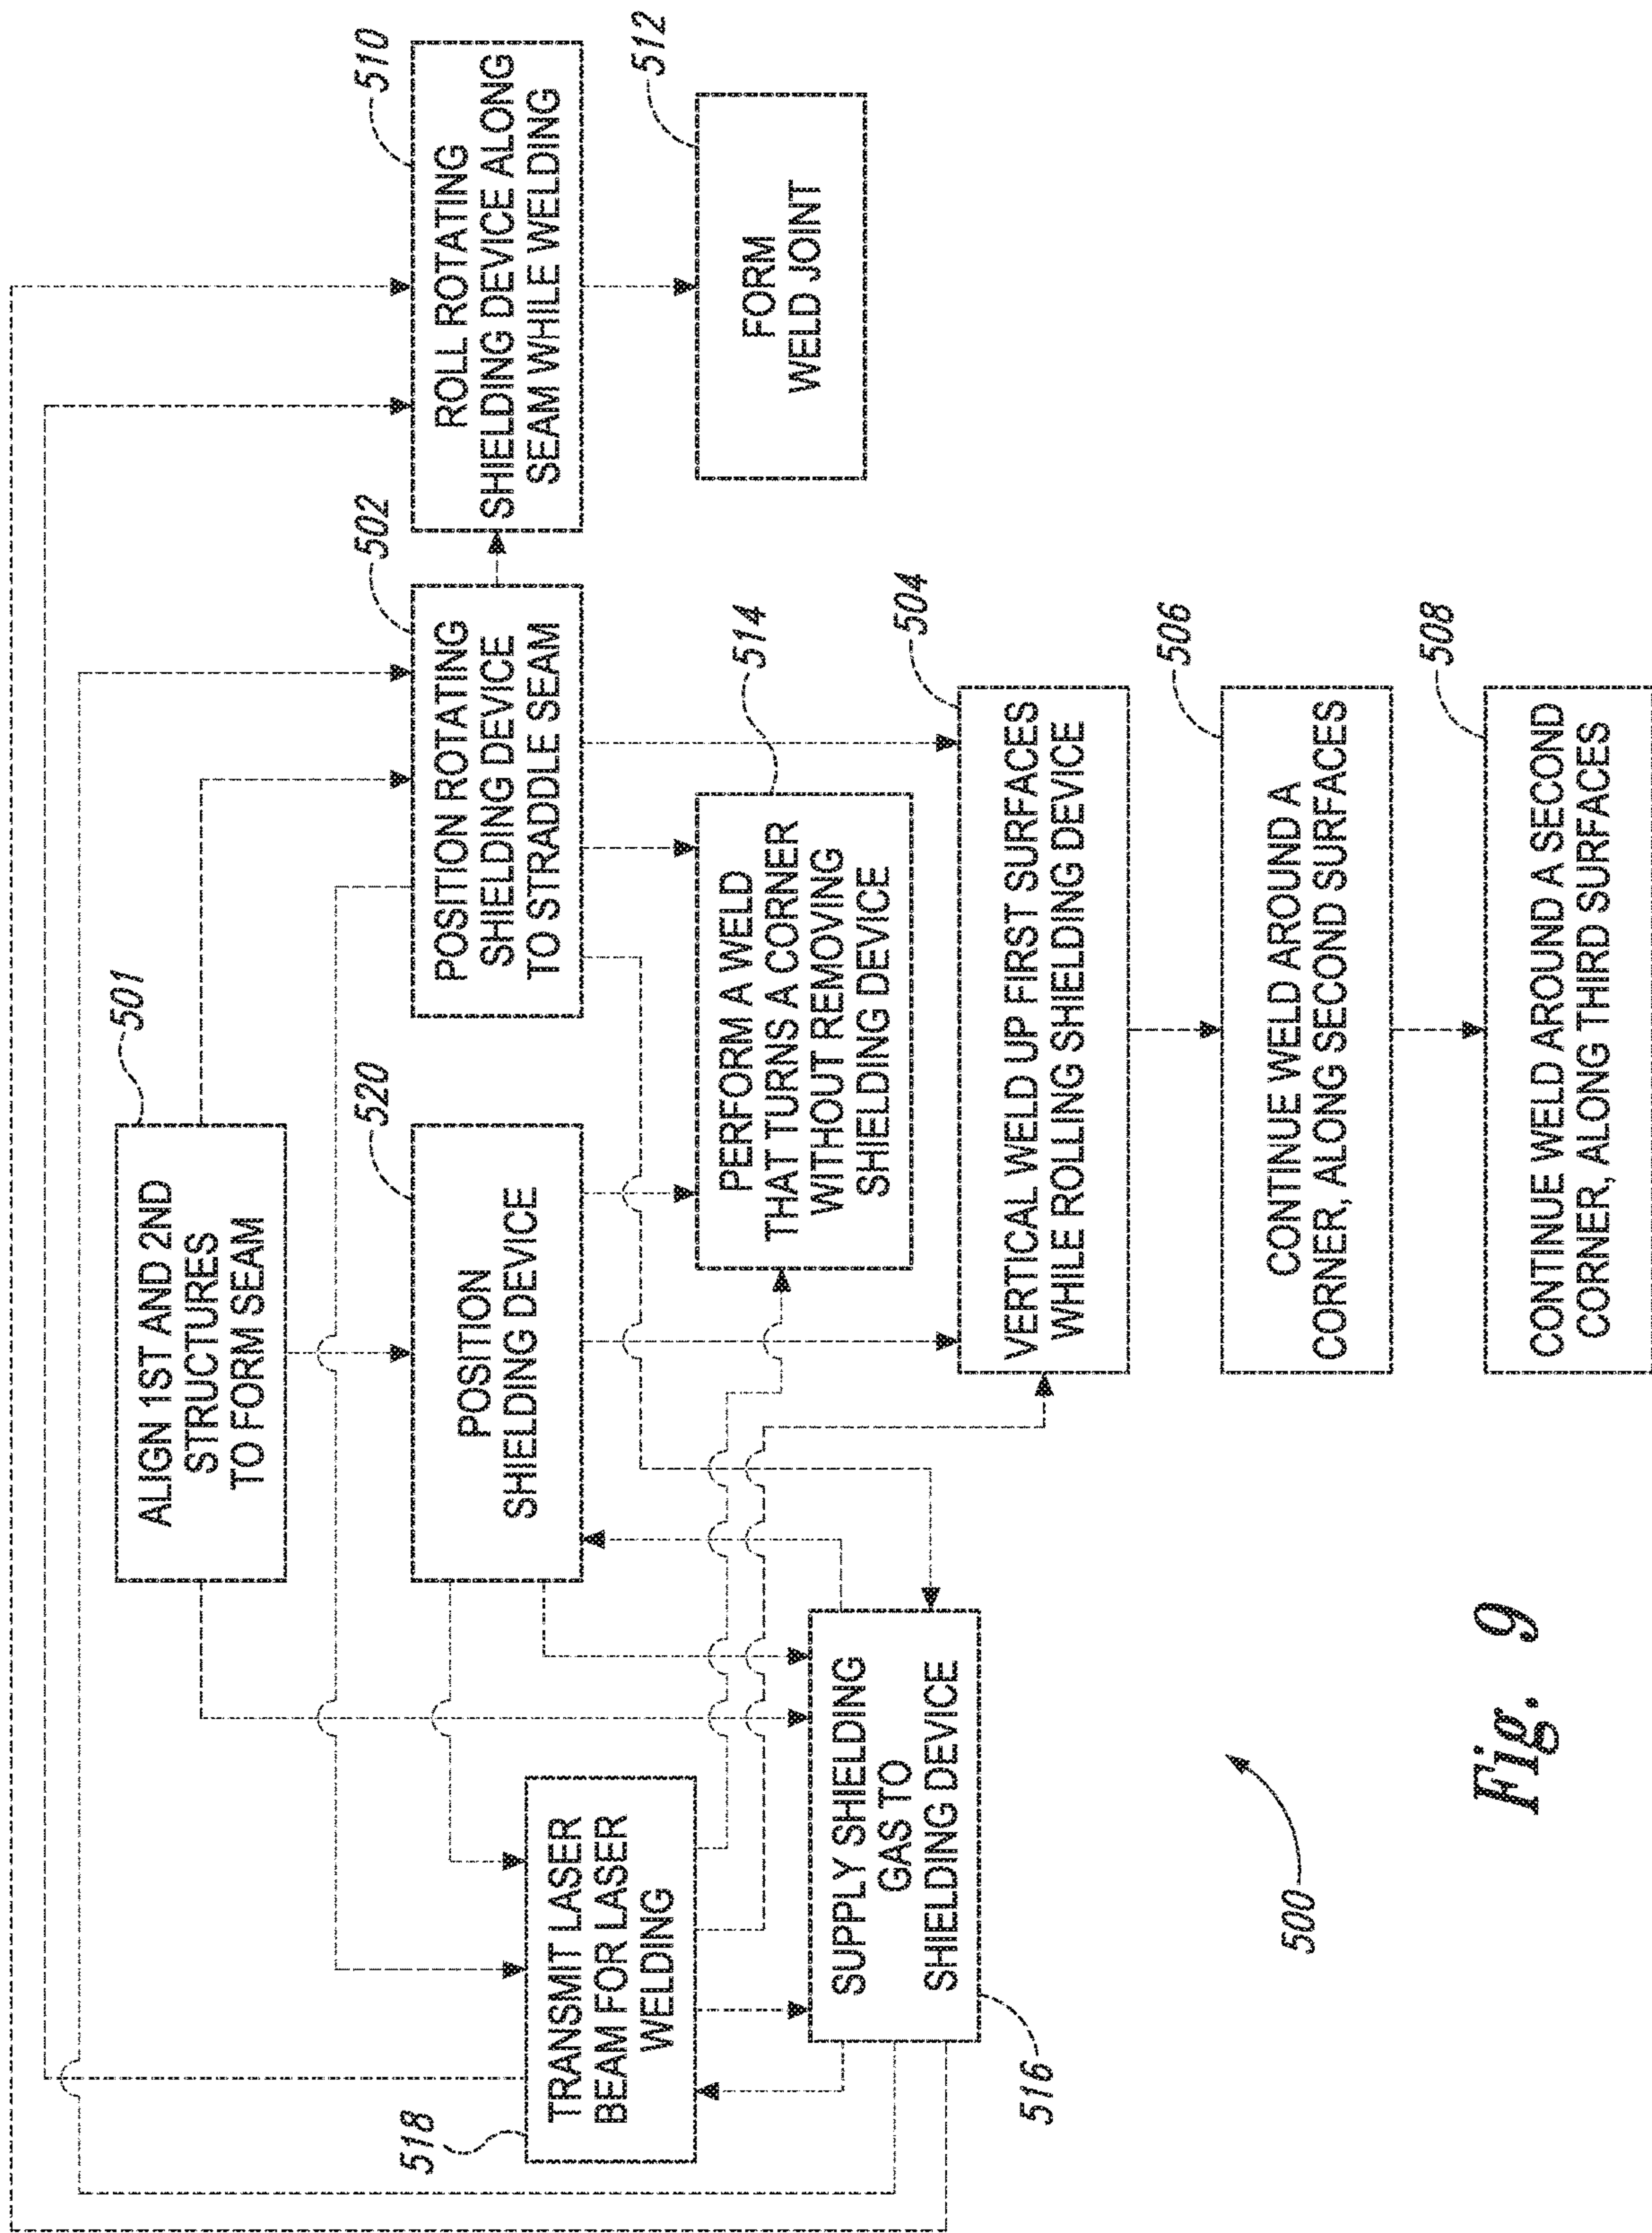 501
ALIGN 1ST AND 2ND
STRUCTURES
TO FORM SEAM
518
TRANSMIT LASER
BEAM FOR LASER
WELDING
520
POSITION
SHIELDING DEVICE
502
POSITION ROTATING
SHIELDING DEVICE
TO STRADDLE SEAM
510
ROLL ROTATING
SHIELDING DEVICE ALONG
SEAM WHILE WELDING
516
SUPPLY SHIELDING
GAS TO
SHIELDING DEVICE
514
PERFORM A WELD
THAT TURNS A CORNER
WITHOUT REMOVING
SHIELDING DEVICE
512
FORM
WELD JOINT
504
VERTICAL WELD UP FIRST SURFACES
WHILE ROLLING SHIELDING DEVICE
506
CONTINUE WELD AROUND A
CORNER, ALONG SECOND SURFACES
508
CONTINUE WELD AROUND A SECOND
CORNER, ALONG THIRD SURFACES
500
Fig. 9